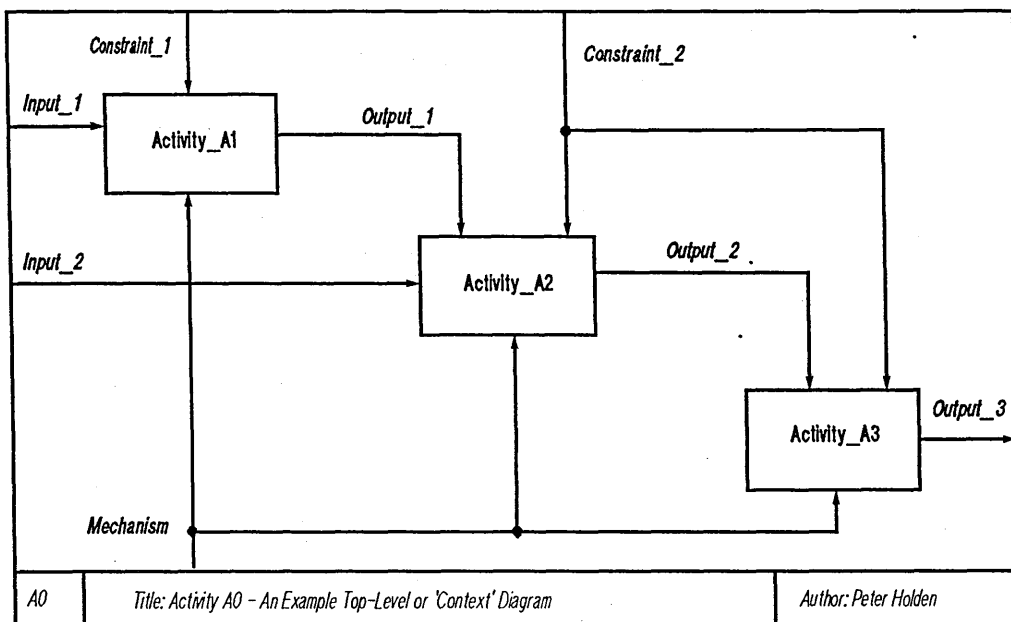 Constraint_1
Constraint_2
Input_1
Output_1
Activity_A1
Input_2
Output_2
Activity_A2
Output_3
Activity_A3
Mechanism
A0
Title: Activity A0 - An Example Top-Level or 'Context' Diagram
Author: Peter Holden